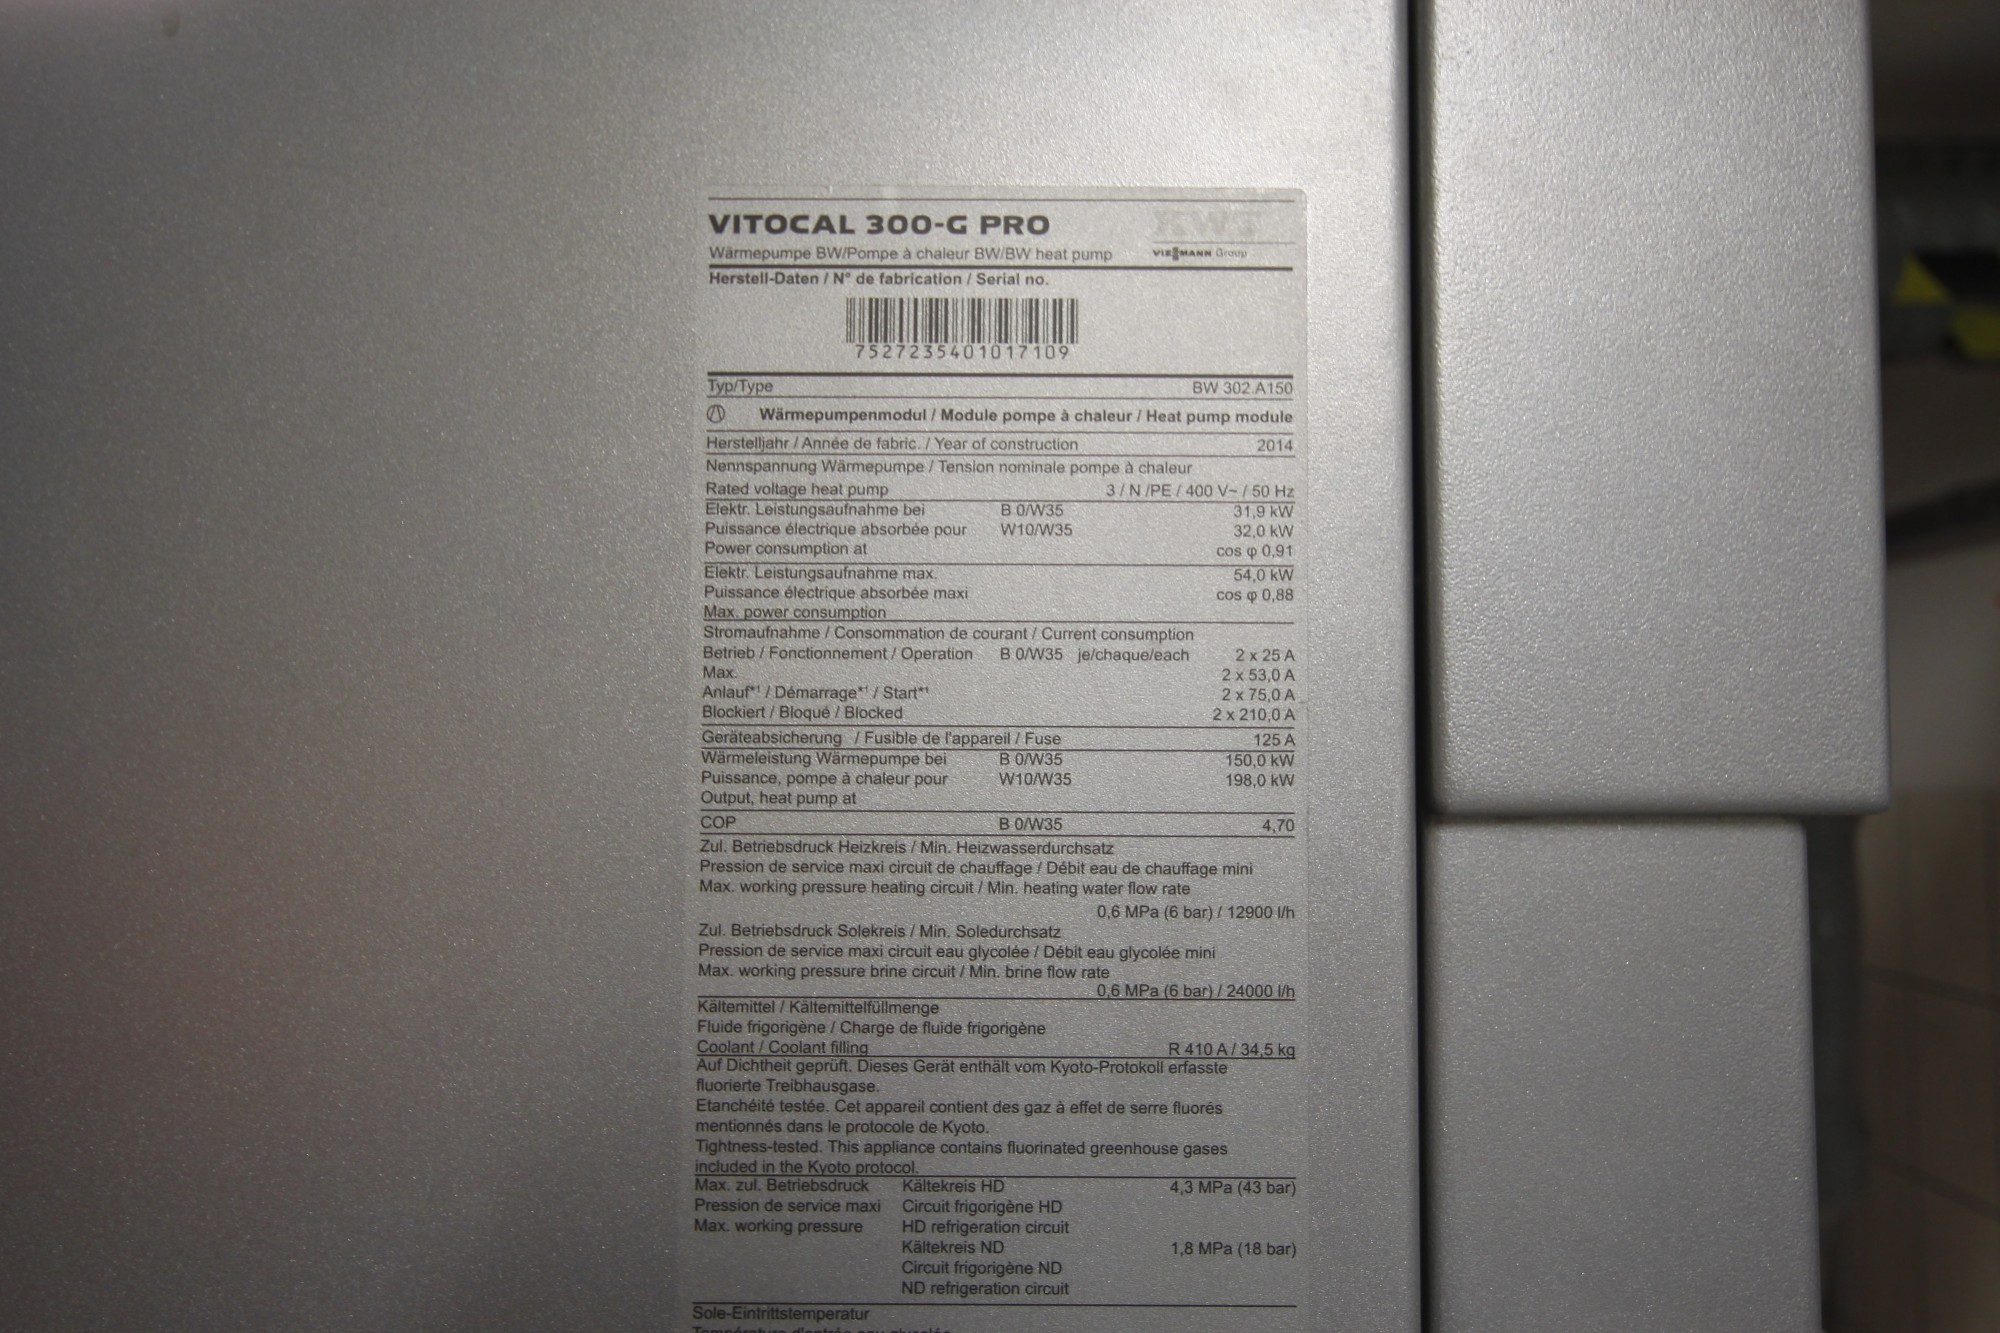 VITOCAL 300-G PRO
KWT
Wärmepumpe BW/Pompe à chaleur BW/BW heat pump
VIESMANN Group
Herstell-Daten / N° de fabrication / Serial no.
7527235401017109
Typ/Type BW 302.A150
Wärmepumpenmodul / Module pompe à chaleur / Heat pump module
Herstelljahr / Année de fabric. / Year of construction 2014
Nennspannung Wärmepumpe / Tension nominale pompe à chaleur
Rated voltage heat pump 3 / N /PE / 400 V~ / 50 Hz
Elektr. Leistungsaufnahme bei B 0/W35 31,9 kW
Puissance électrique absorbée pour W10/W35 32,0 kW
Power consumption at cos φ 0,91
Elektr. Leistungsaufnahme max. 54,0 kW
Puissance électrique absorbée maxi cos φ 0,88
Max. power consumption
Stromaufnahme / Consommation de courant / Current consumption
Betrieb / Fonctionnement / Operation B 0/W35 je/chaque/each 2 x 25 A
Max. 2 x 53,0 A
Anlauf*¹ / Démarrage*¹ / Start*¹ 2 x 75,0 A
Blockiert / Bloqué / Blocked 2 x 210,0 A
Geräteabsicherung / Fusible de l'appareil / Fuse 125 A
Wärmeleistung Wärmepumpe bei B 0/W35 150,0 kW
Puissance, pompe à chaleur pour W10/W35 198,0 kW
Output, heat pump at
COP B 0/W35 4,70
Zul. Betriebsdruck Heizkreis / Min. Heizwasserdurchsatz
Pression de service maxi circuit de chauffage / Débit eau de chauffage mini
Max. working pressure heating circuit / Min. heating water flow rate
0,6 MPa (6 bar) / 12900 l/h
Zul. Betriebsdruck Solekreis / Min. Soledurchsatz
Pression de service maxi circuit eau glycolée / Débit eau glycolée mini
Max. working pressure brine circuit / Min. brine flow rate
0,6 MPa (6 bar) / 24000 l/h
Kältemittel / Kältemittelfüllmenge
Fluide frigorigène / Charge de fluide frigorigène
Coolant / Coolant filling R 410 A / 34,5 kg
Auf Dichtheit geprüft. Dieses Gerät enthält vom Kyoto-Protokoll erfasste
fluorierte Treibhausgase.
Etanchéité testée. Cet appareil contient des gaz à effet de serre fluorés
mentionnés dans le protocole de Kyoto.
Tightness-tested. This appliance contains fluorinated greenhouse gases
included in the Kyoto protocol.
Max. zul. Betriebsdruck Kältekreis HD 4,3 MPa (43 bar)
Pression de service maxi Circuit frigorigène HD
Max. working pressure HD refrigeration circuit
Kältekreis ND 1,8 MPa (18 bar)
Circuit frigorigène ND
ND refrigeration circuit
Sole-Eintrittstemperatur